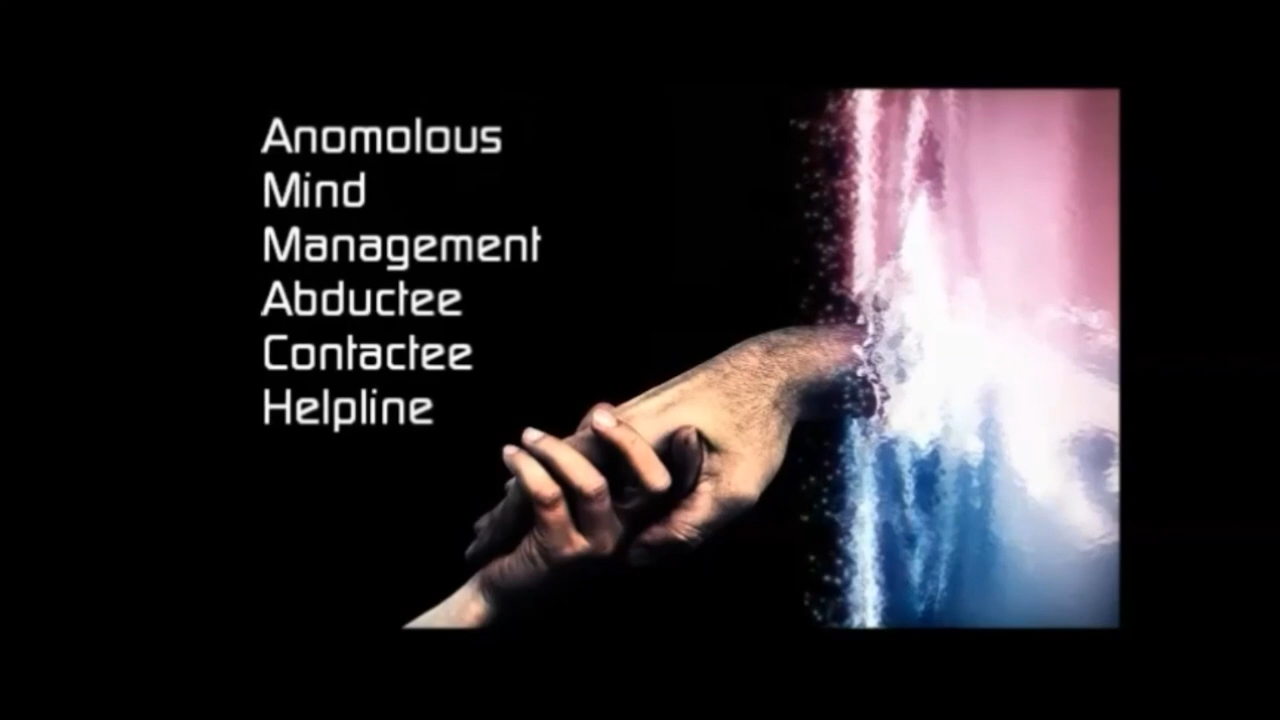 Anomolous
Mind
Management
Abductee
Contactee
Helpline